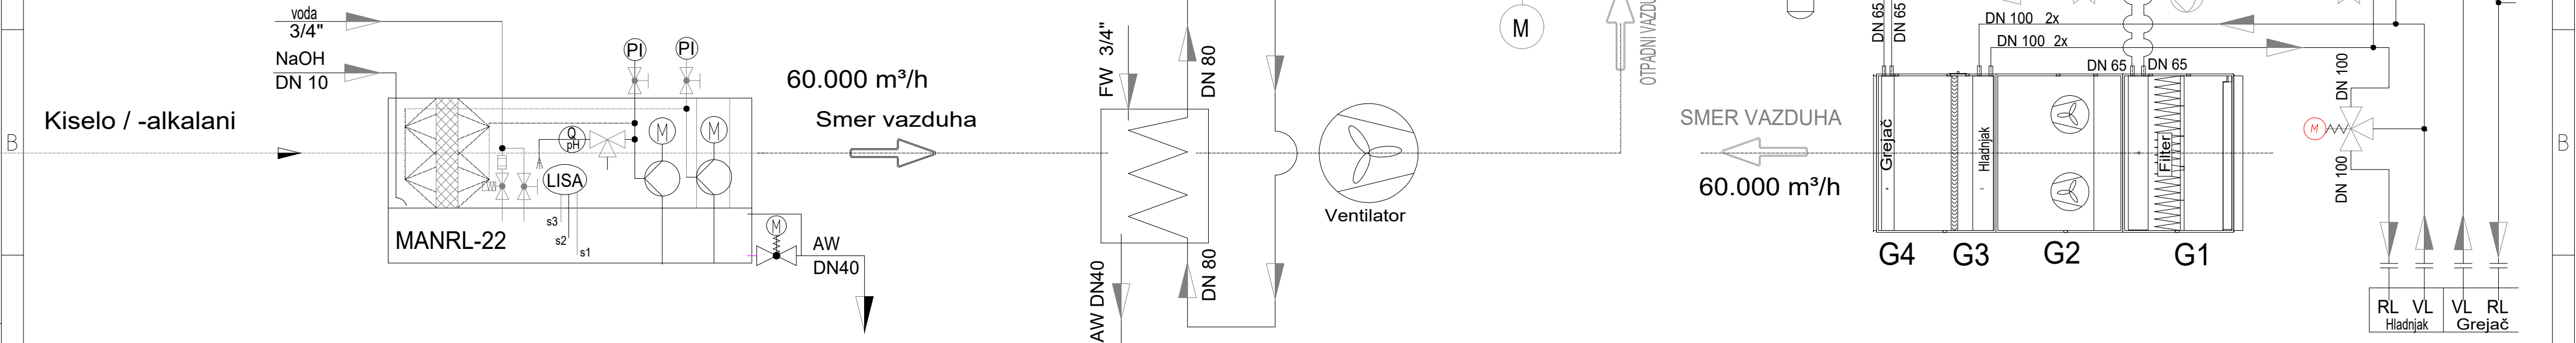 voda
3/4"
NaOH
DN 10
B
Kiselo / -alkalani
PI
PI
Q
pH
M
M
LISA
s3
s2
s1
MANRL-22
M
AW
DN40
60.000 m³/h
Smer vazduha
FW 3/4"
DN 80
AW DN40
DN 80
Ventilator
M
SMER VAZDUHA
60.000 m³/h
DN 65
DN 65
DN 100 2x
DN 100 2x
DN 65
DN 65
Grejač
Hladnjak
Filter
G4
G3
G2
G1
DN 100
M
DN 100
RL VL VL RL
Hladnjak Grejač
B